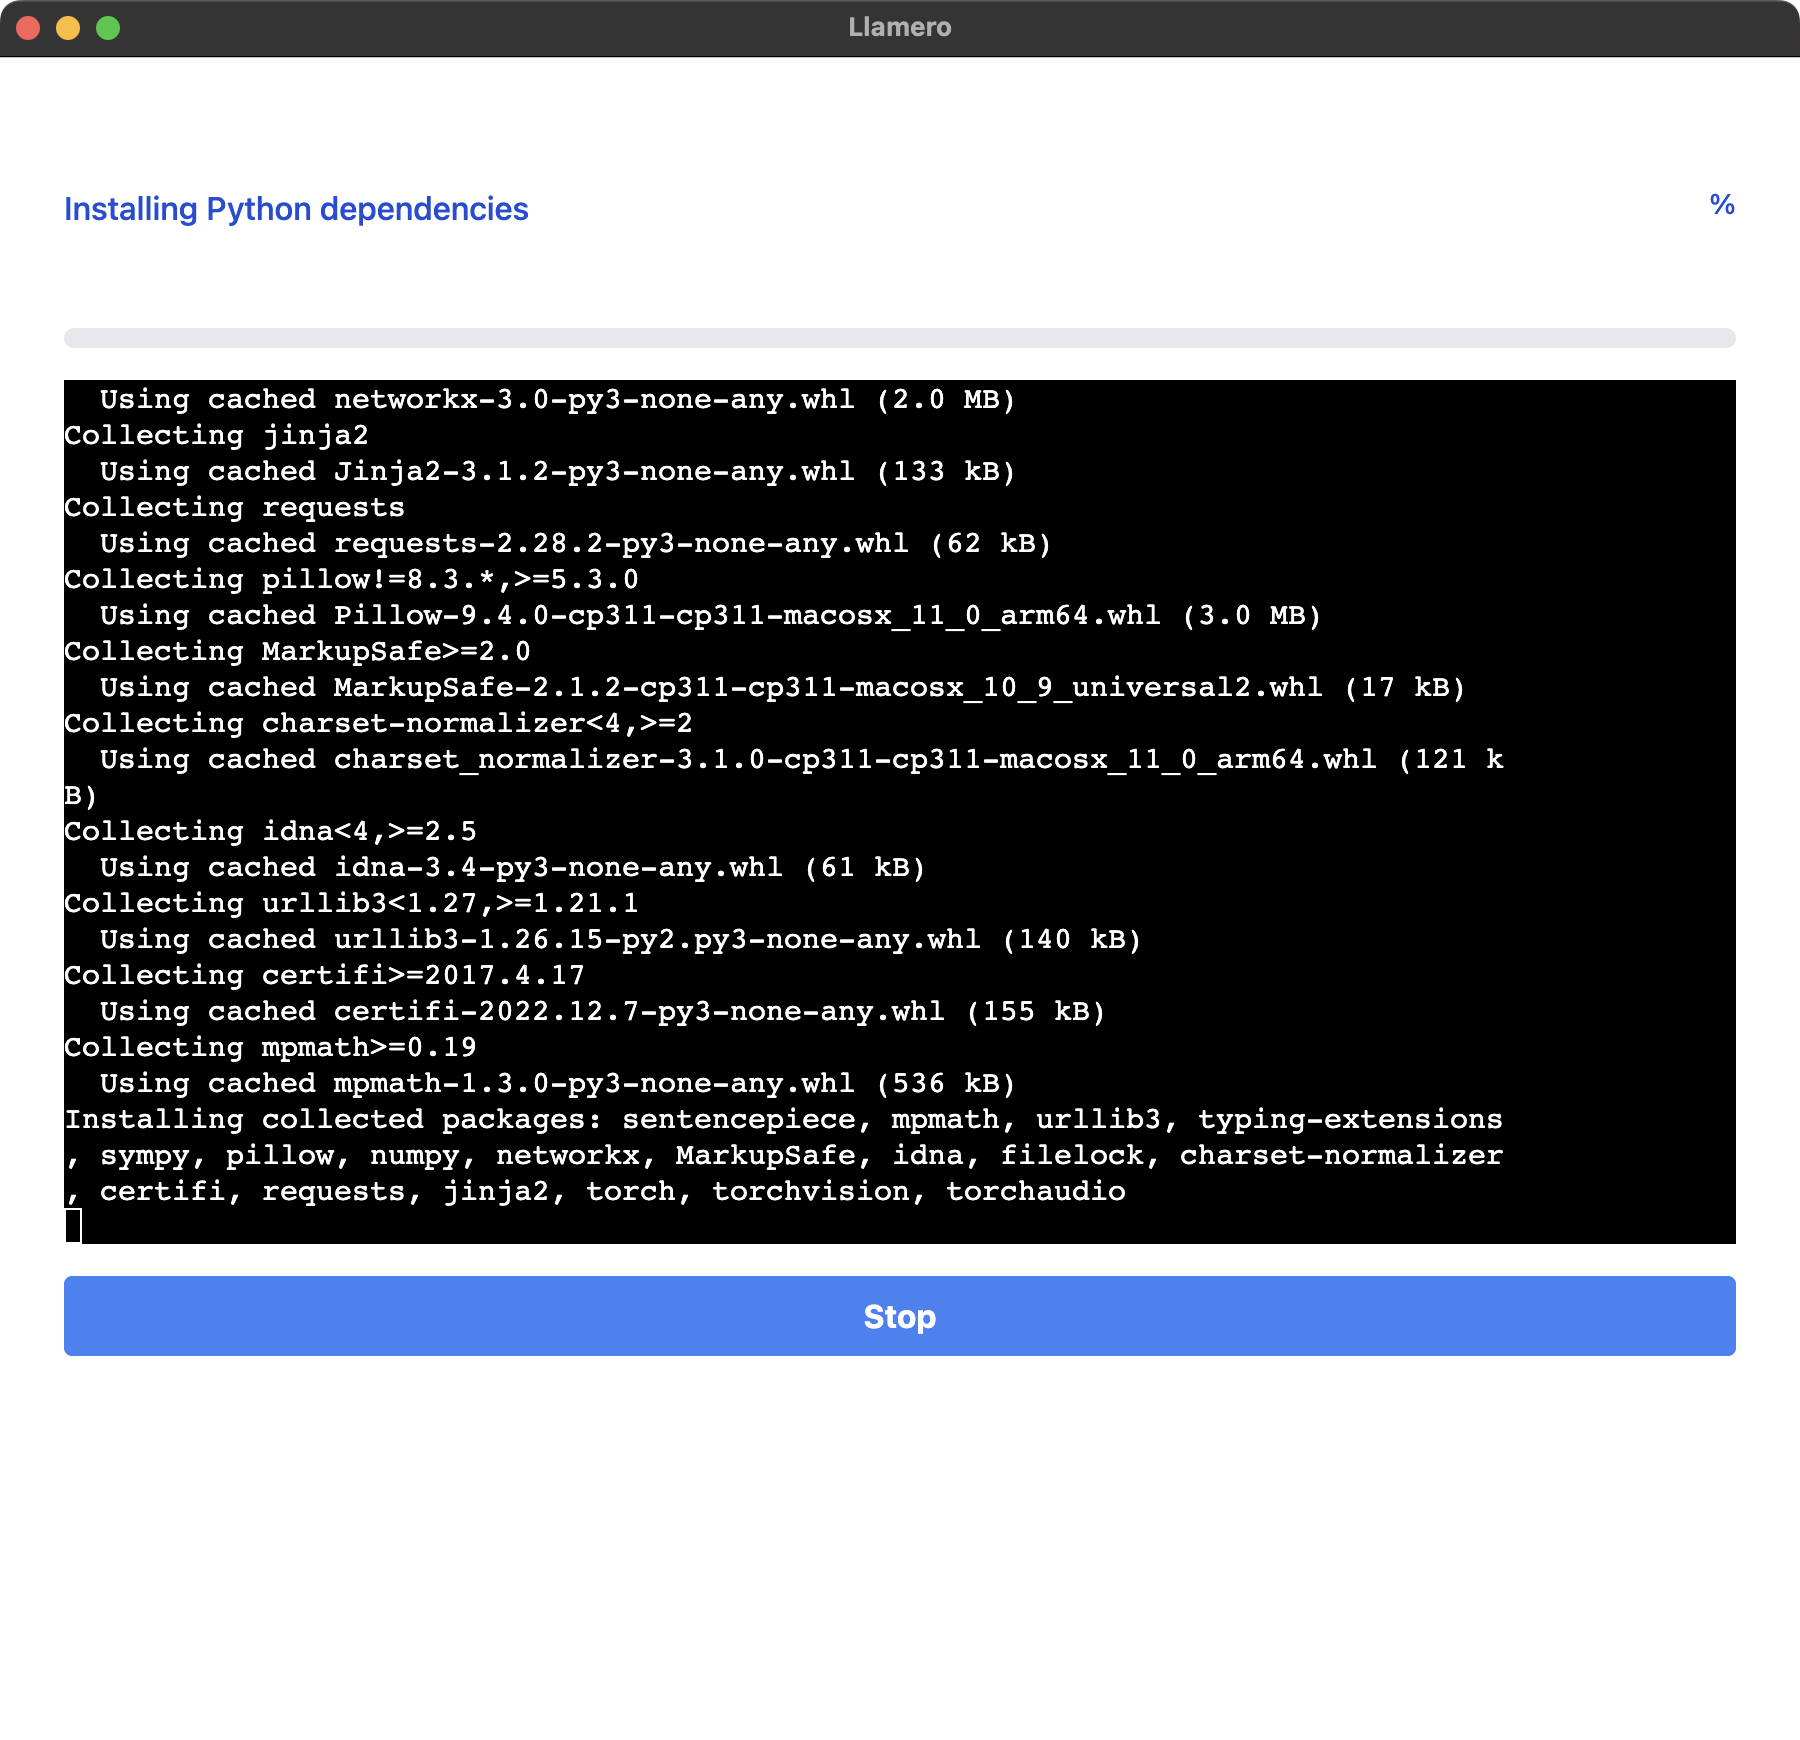 Llamero
Installing Python dependencies
%
  Using cached networkx-3.0-py3-none-any.whl (2.0 MB)
Collecting jinja2
  Using cached Jinja2-3.1.2-py3-none-any.whl (133 kB)
Collecting requests
  Using cached requests-2.28.2-py3-none-any.whl (62 kB)
Collecting pillow!=8.3.*,>=5.3.0
  Using cached Pillow-9.4.0-cp311-cp311-macosx_11_0_arm64.whl (3.0 MB)
Collecting MarkupSafe>=2.0
  Using cached MarkupSafe-2.1.2-cp311-cp311-macosx_10_9_universal2.whl (17 kB)
Collecting charset-normalizer<4,>=2
  Using cached charset_normalizer-3.1.0-cp311-cp311-macosx_11_0_arm64.whl (121 k
B)
Collecting idna<4,>=2.5
  Using cached idna-3.4-py3-none-any.whl (61 kB)
Collecting urllib3<1.27,>=1.21.1
  Using cached urllib3-1.26.15-py2.py3-none-any.whl (140 kB)
Collecting certifi>=2017.4.17
  Using cached certifi-2022.12.7-py3-none-any.whl (155 kB)
Collecting mpmath>=0.19
  Using cached mpmath-1.3.0-py3-none-any.whl (536 kB)
Installing collected packages: sentencepiece, mpmath, urllib3, typing-extensions
, sympy, pillow, numpy, networkx, MarkupSafe, idna, filelock, charset-normalizer
, certifi, requests, jinja2, torch, torchvision, torchaudio
Stop